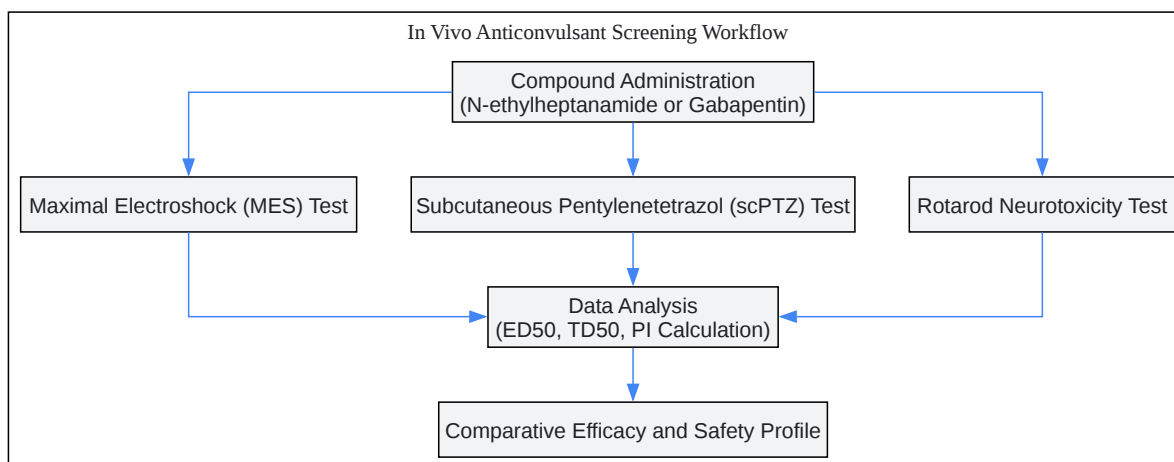 In Vivo Anticonvulsant Screening Workflow
Compound Administration
(N-ethylheptanamide or Gabapentin)
Maximal Electroshock (MES) Test
Subcutaneous Pentylenetetrazol (scPTZ) Test
Rotarod Neurotoxicity Test
Data Analysis
(ED50, TD50, PI Calculation)
Comparative Efficacy and Safety Profile